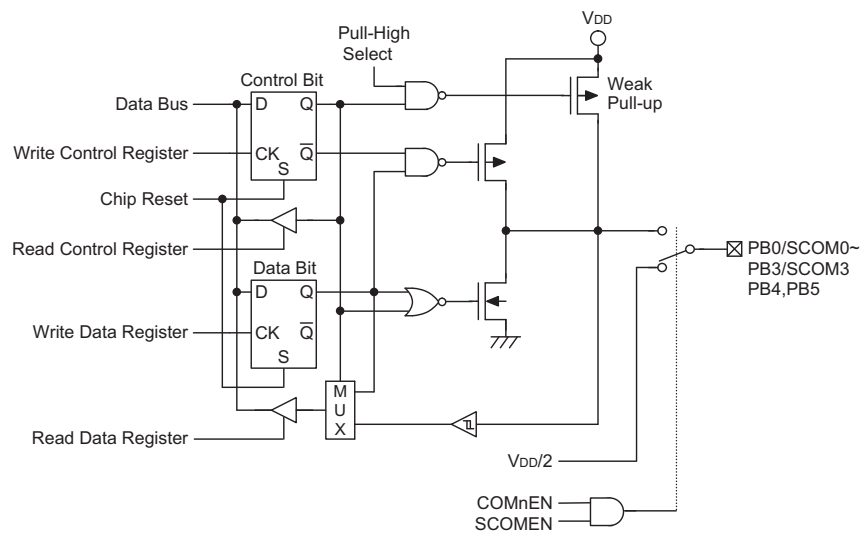 VDD
Pull-High
Select
Control Bit
Weak
Pull-up
Data Bus
D
Q
Write Control Register
CK
Q̅
S
Chip Reset
Read Control Register
PB0/SCOM0~
PB3/SCOM3
PB4,PB5
Data Bit
D
Q
Write Data Register
CK
Q̅
S
M
U
X
Read Data Register
VDD/2
COMnEN
SCOMEN